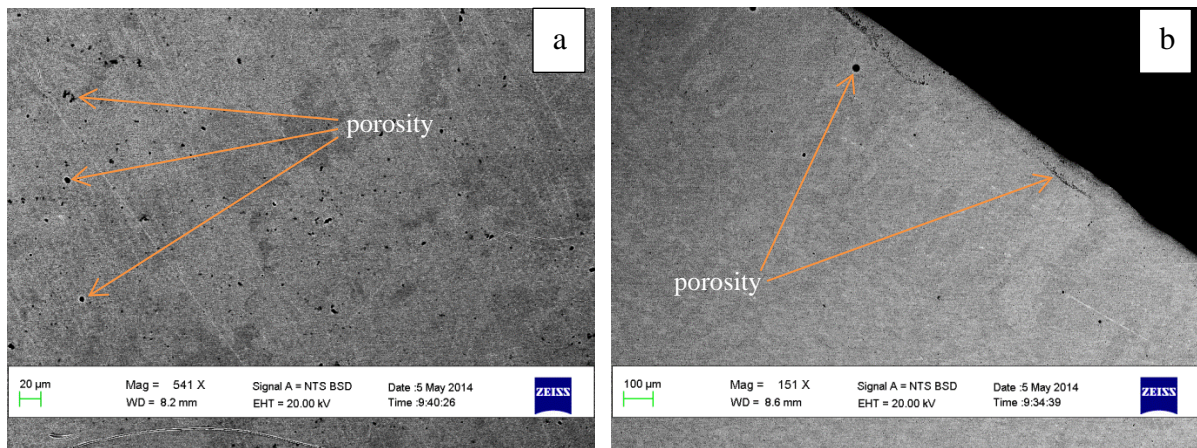 a
porosity
20 µm
Mag = 541 X
WD = 8.2 mm
Signal A = NTS BSD
EHT = 20.00 kV
Date :5 May 2014
Time :9:40:26
ZEISS
b
porosity
100 µm
Mag = 151 X
WD = 8.6 mm
Signal A = NTS BSD
EHT = 20.00 kV
Date :5 May 2014
Time :9:34:39
ZEISS